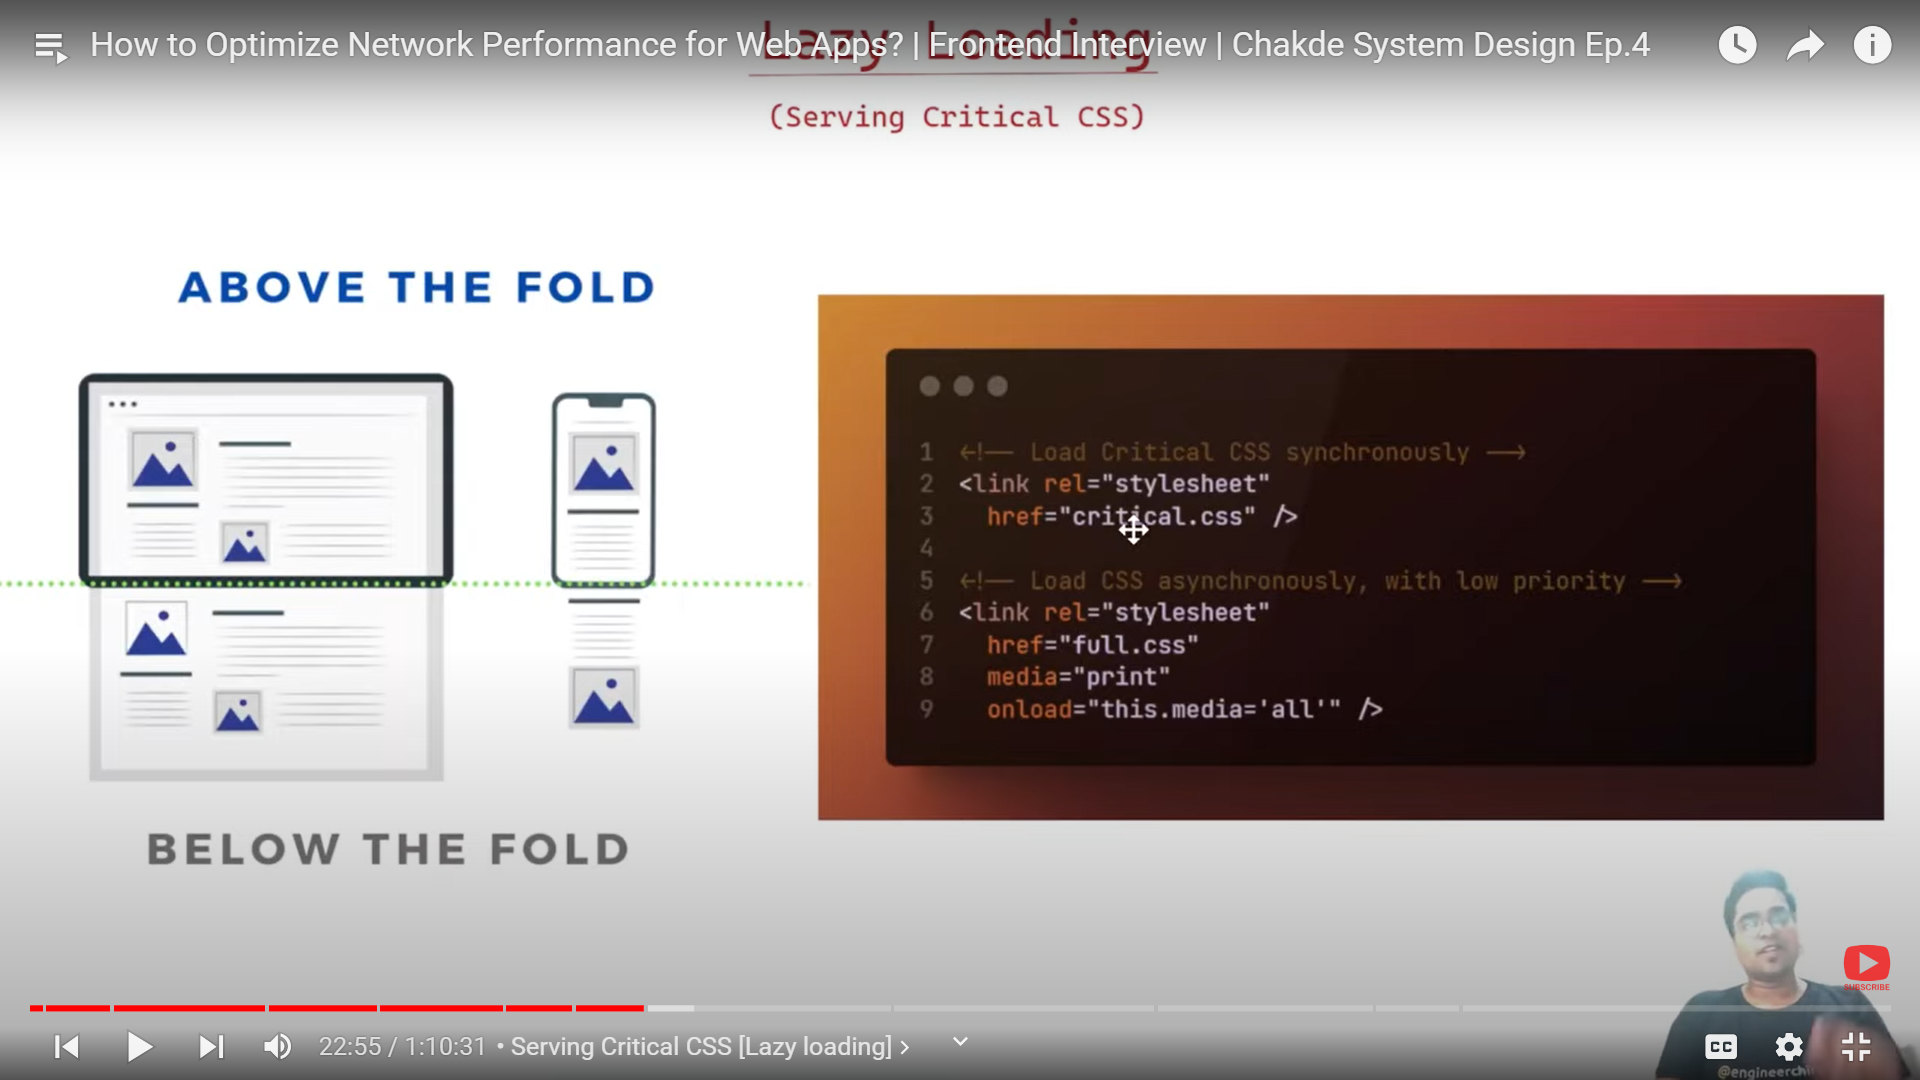 Lazy Loading
How to Optimize Network Performance for Web Apps? | Frontend Interview | Chakde System Design Ep.4
(Serving Critical CSS)
ABOVE THE FOLD
BELOW THE FOLD
1 <!-- Load Critical CSS synchronously -->
2 <link rel="stylesheet"
3 href="critical.css" />
4
5 <!-- Load CSS asynchronously, with low priority -->
6 <link rel="stylesheet"
7 href="full.css"
8 media="print"
9 onload="this.media='all'" />
SUBSCRIBE
22:55 / 1:10:31 • Serving Critical CSS [Lazy loading] >
CC